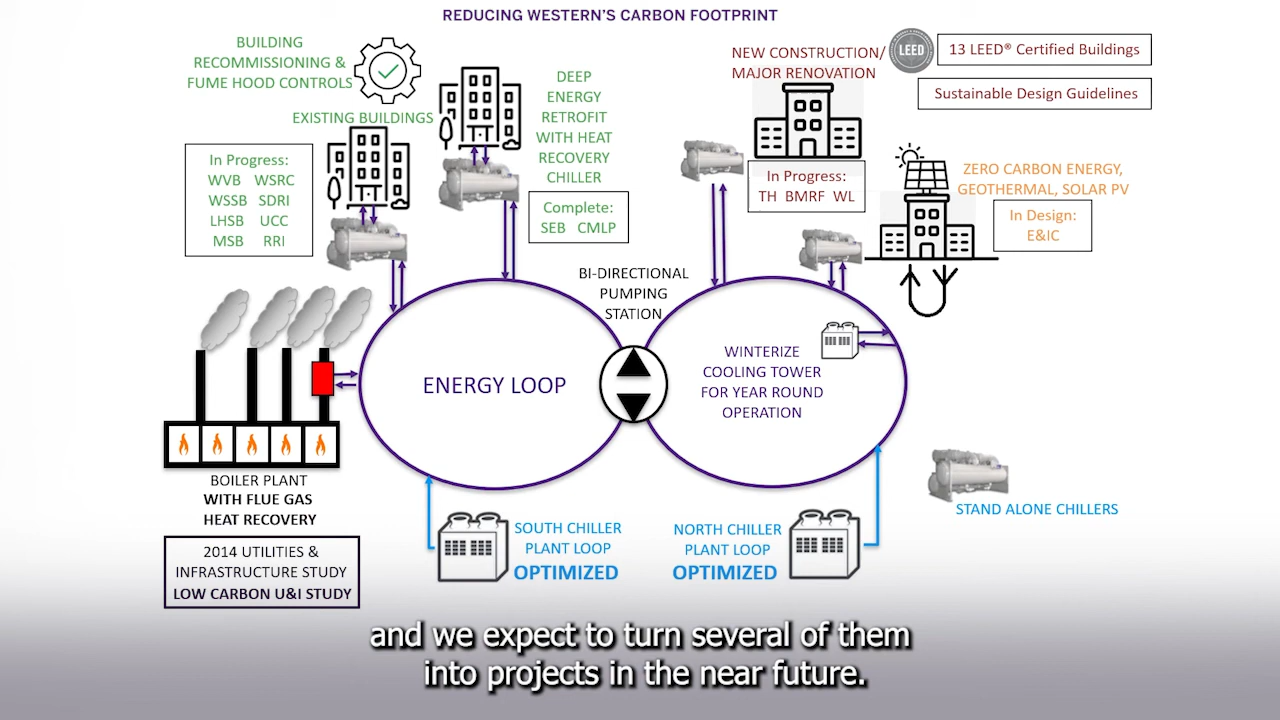 REDUCING WESTERN'S CARBON FOOTPRINT
BUILDING
RECOMMISSIONING &
FUME HOOD CONTROLS
EXISTING BUILDINGS
In Progress:
WVB WSRC
WSSB SDRI
LHSB UCC
MSB RRI
DEEP
ENERGY
RETROFIT
WITH HEAT
RECOVERY
CHILLER
Complete:
SEB CMLP
NEW CONSTRUCTION/
MAJOR RENOVATION
LEED
13 LEED® Certified Buildings
Sustainable Design Guidelines
In Progress:
TH BMRF WL
ZERO CARBON ENERGY,
GEOTHERMAL, SOLAR PV
In Design:
E&IC
BI-DIRECTIONAL
PUMPING
STATION
ENERGY LOOP
WINTERIZE
COOLING TOWER
FOR YEAR ROUND
OPERATION
BOILER PLANT
WITH FLUE GAS
HEAT RECOVERY
2014 UTILITIES &
INFRASTRUCTURE STUDY
LOW CARBON U&I STUDY
SOUTH CHILLER
PLANT LOOP
OPTIMIZED
NORTH CHILLER
PLANT LOOP
OPTIMIZED
STAND ALONE CHILLERS
and we expect to turn several of them
into projects in the near future.